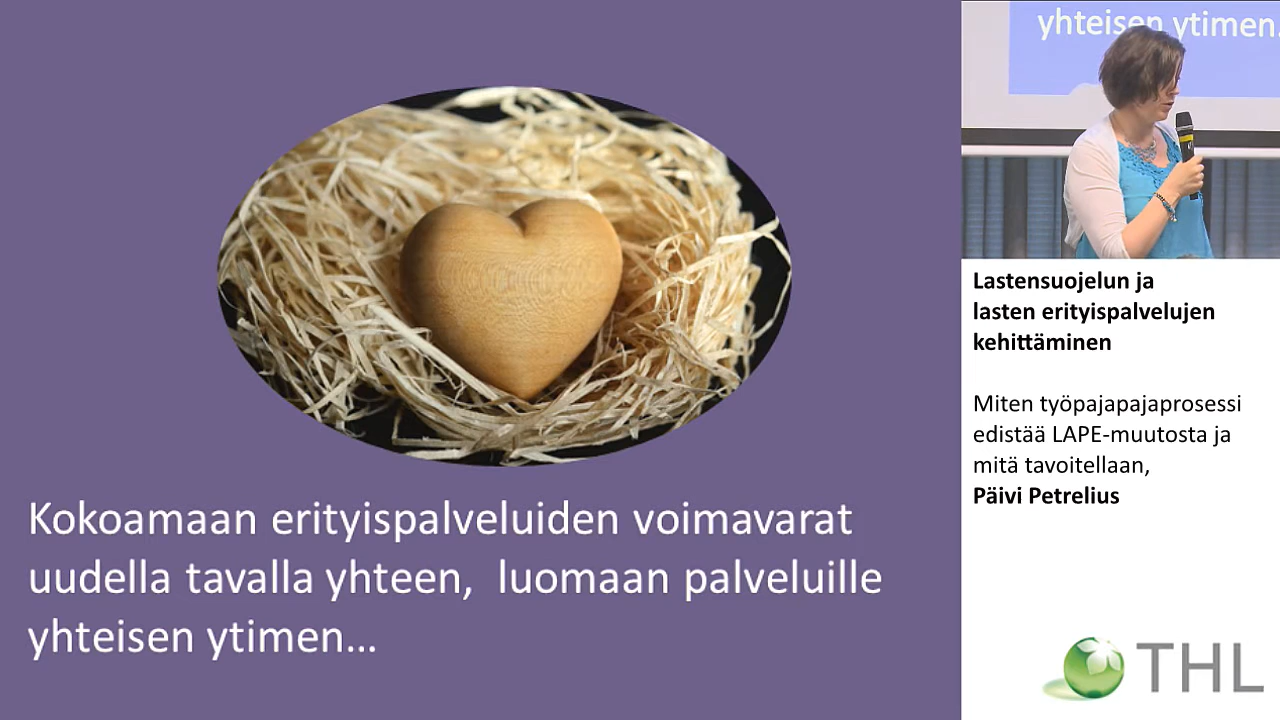 Kokoamaan erityispalveluiden voimavarat
uudella tavalla yhteen,  luomaan palveluille
yhteisen ytimen...
yhteisen ytimen.
Lastensuojelun ja
lasten erityispalvelujen
kehittäminen
Miten työpajapajaprosessi
edistää LAPE-muutosta ja
mitä tavoitellaan,
Päivi Petrelius
THL